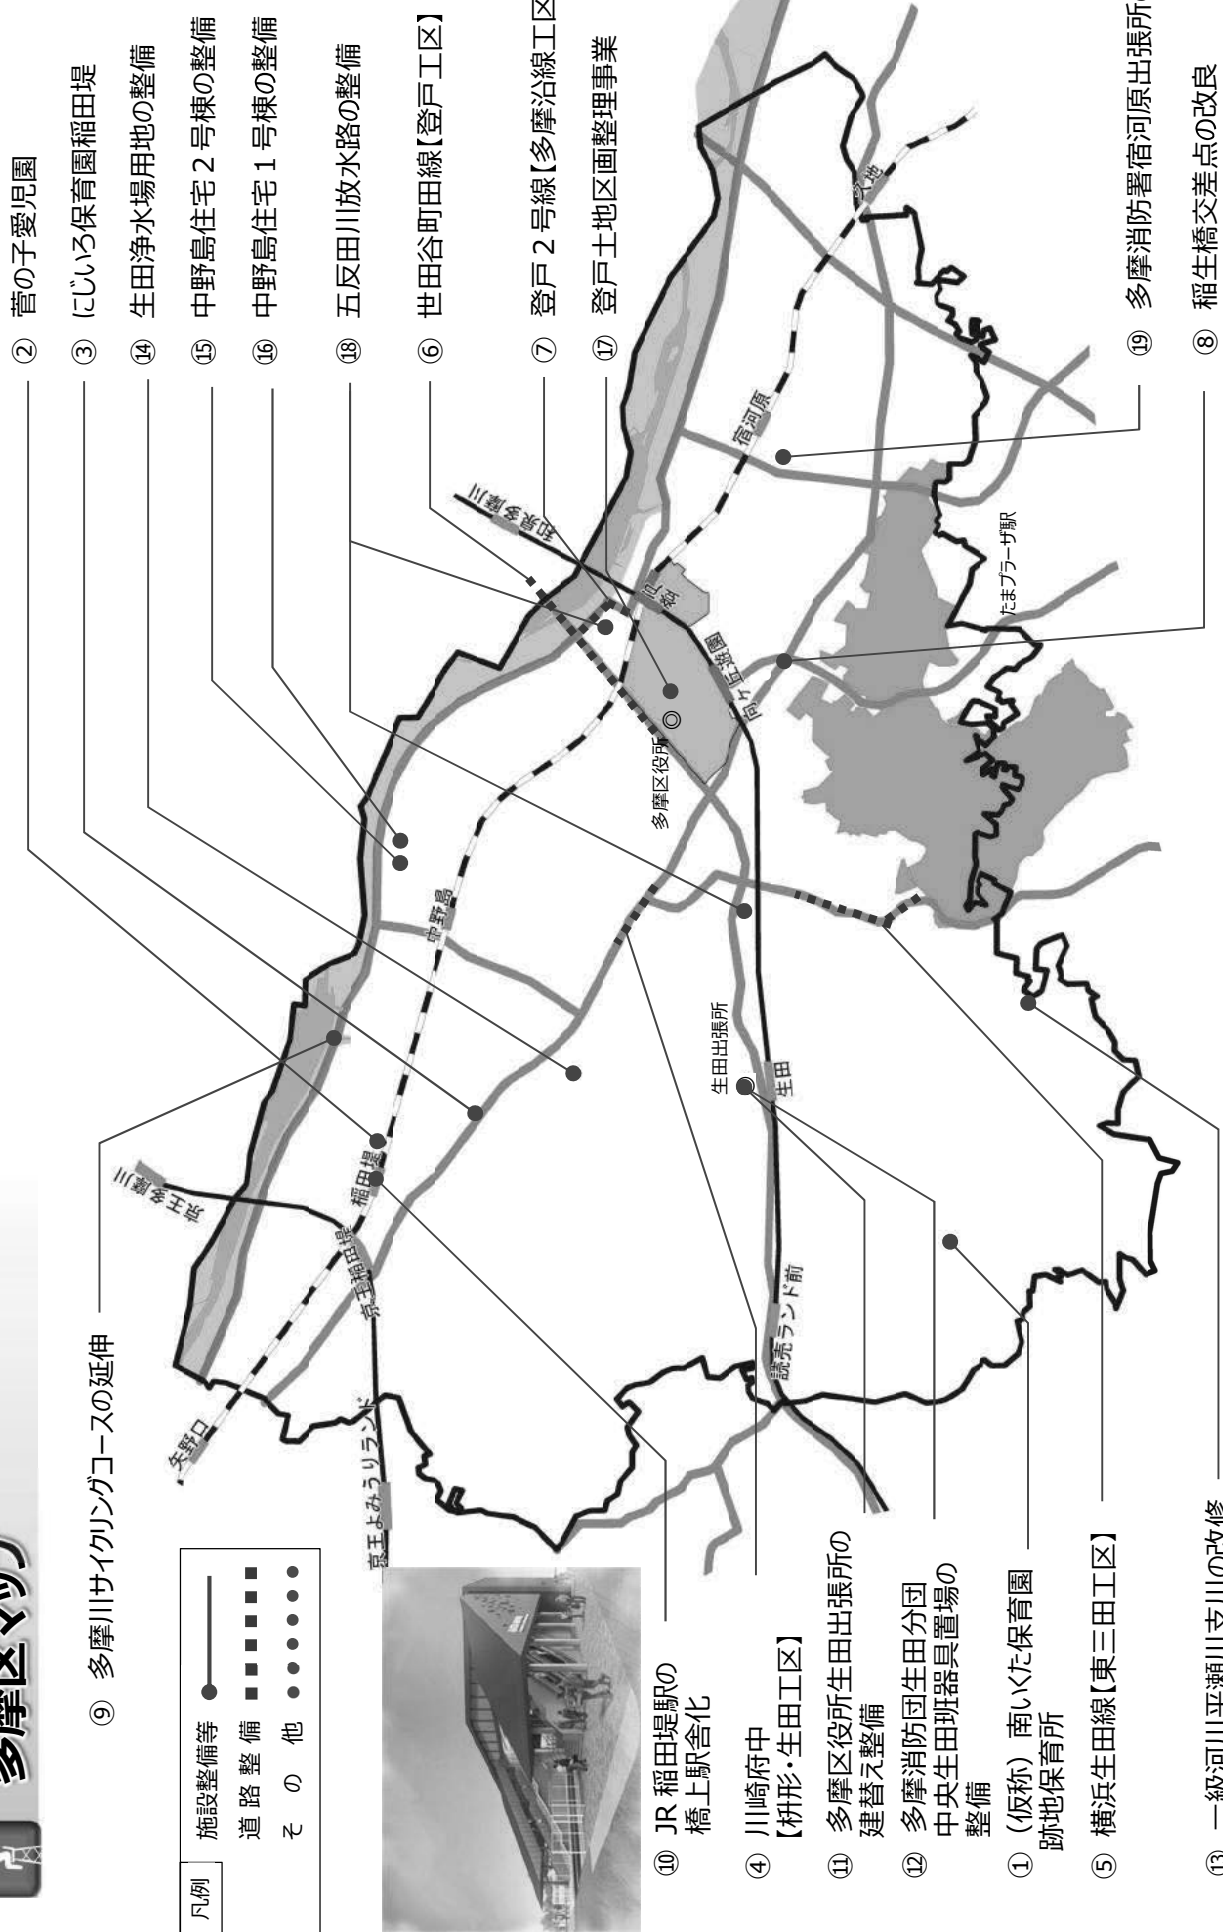 多摩区マップ
凡例
施設整備等
道路整備
その他
⑨ 多摩川サイクリングコースの延伸
② 菅の子愛児園
③ にじいろ保育園稲田堤
⑭ 生田浄水場用地の整備
⑮ 中野島住宅2号棟の整備
⑯ 中野島住宅1号棟の整備
⑱ 五反田川放水路の整備
⑥ 世田谷町田線【登戸工区】
⑦ 登戸2号線【多摩沿線工区
⑰ 登戸土地区画整理事業
矢野口
京王よみうりランド
京王多摩川
京王稲田堤
稲田堤
中野島
和泉多摩川
登戸
宿河原
久地
多摩区役所
向ヶ丘遊園
生田出張所
生田
読売ランド前
たまプラーザ駅
⑩ JR稲田堤駅の
橋上駅舎化
④ 川崎府中
【枡形・生田工区】
⑪ 多摩区役所生田出張所の
建替え整備
⑫ 多摩消防団生田分団
中央生田班器具置場の
整備
① (仮称)南いくた保育園
跡地保育所
⑤ 横浜生田線【東三田工区】
⑬ 一級河川平瀬川支川の改修
⑲ 多摩消防署宿河原出張所
⑧ 稲生橋交差点の改良